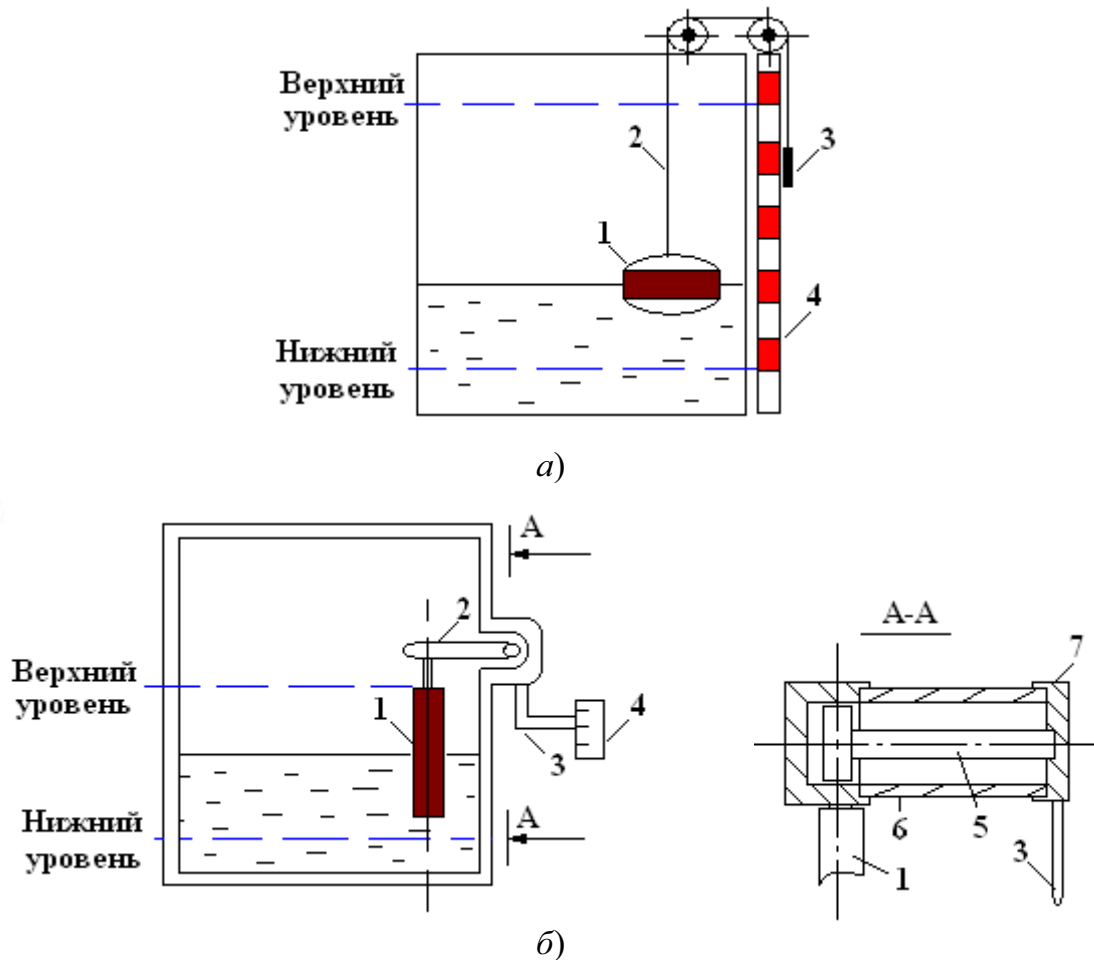 Верхний
уровень
2
3
1
4
Нижний
уровень
а)
А
2
А-А
7
Верхний
уровень
1
4
3
Нижний
уровень
А
6
5
1
3
б)